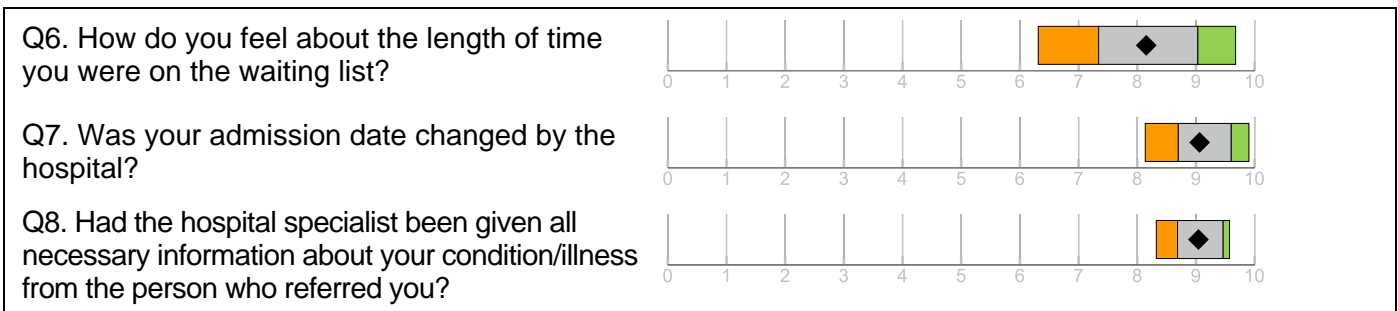 Q6. How do you feel about the length of time
you were on the waiting list?
0 1 2 3 4 5 6 7 8 9 10
Q7. Was your admission date changed by the
hospital?
0 1 2 3 4 5 6 7 8 9 10
Q8. Had the hospital specialist been given all
necessary information about your condition/illness
from the person who referred you?
0 1 2 3 4 5 6 7 8 9 10